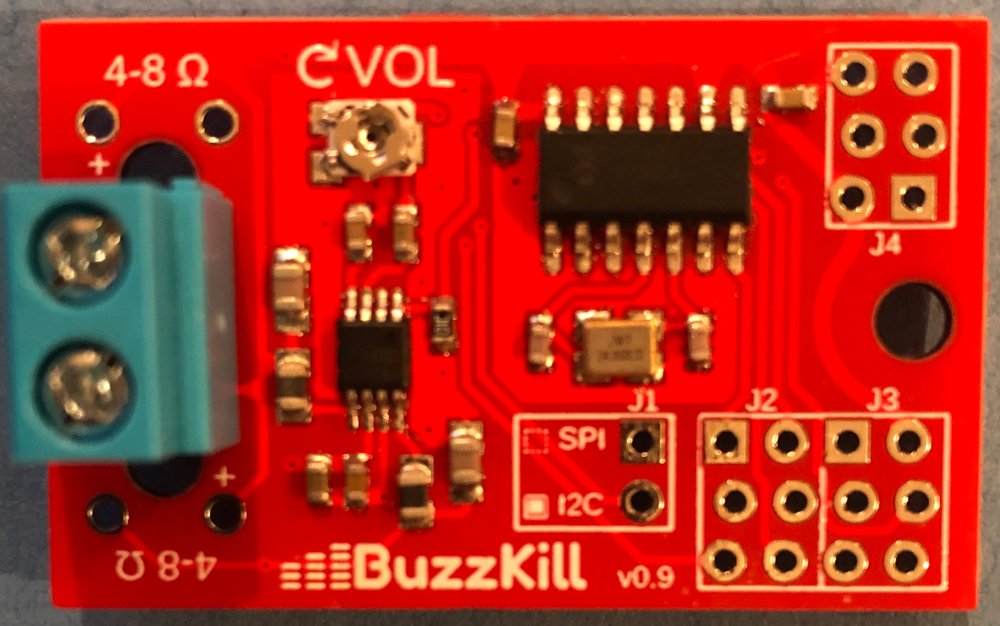 4-8 Ω
VOL
+
J4
J1
J2
J3
SPI
I2C
+
4-8 Ω
BuzzKill
v0.9